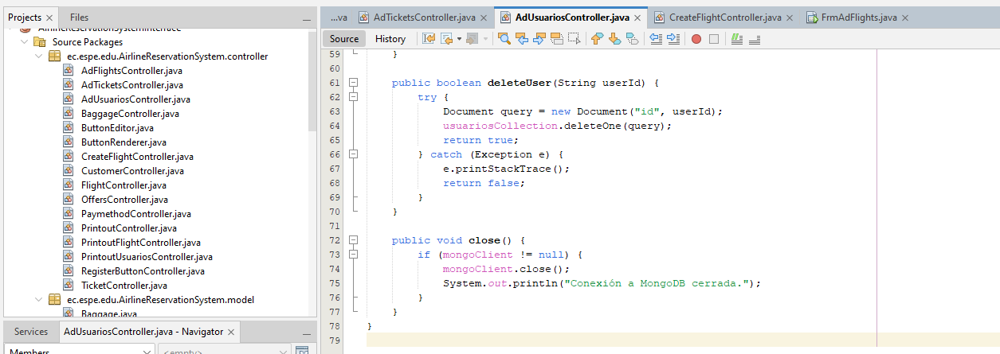 Projects × Files
AirlineReservationSystemInterface
Source Packages
ec.espe.edu.AirlineReservationSystem.controller
AdFlightsController.java
AdTicketsController.java
AdUsuariosController.java
BaggageController.java
ButtonEditor.java
ButtonRenderer.java
CreateFlightController.java
CustomerController.java
FlightController.java
OffersController.java
PaymethodController.java
PrintoutController.java
PrintoutFlightController.java
PrintoutUsuariosController.java
RegisterButtonController.java
TicketController.java
ec.espe.edu.AirlineReservationSystem.model
Baggage.java
Services AdUsuariosController.java - Navigator ×
Members <empty>
...va AdTicketsController.java × AdUsuariosController.java × CreateFlightController.java × FrmAdFlights.java ×
Source History
59 }
60
61 public boolean deleteUser(String userId) {
62 try {
63 Document query = new Document("id", userId);
64 usuariosCollection.deleteOne(query);
65 return true;
66 } catch (Exception e) {
67 e.printStackTrace();
68 return false;
69 }
70 }
71
72 public void close() {
73 if (mongoClient != null) {
74 mongoClient.close();
75 System.out.println("Conexión a MongoDB cerrada.");
76 }
77 }
78 }
79